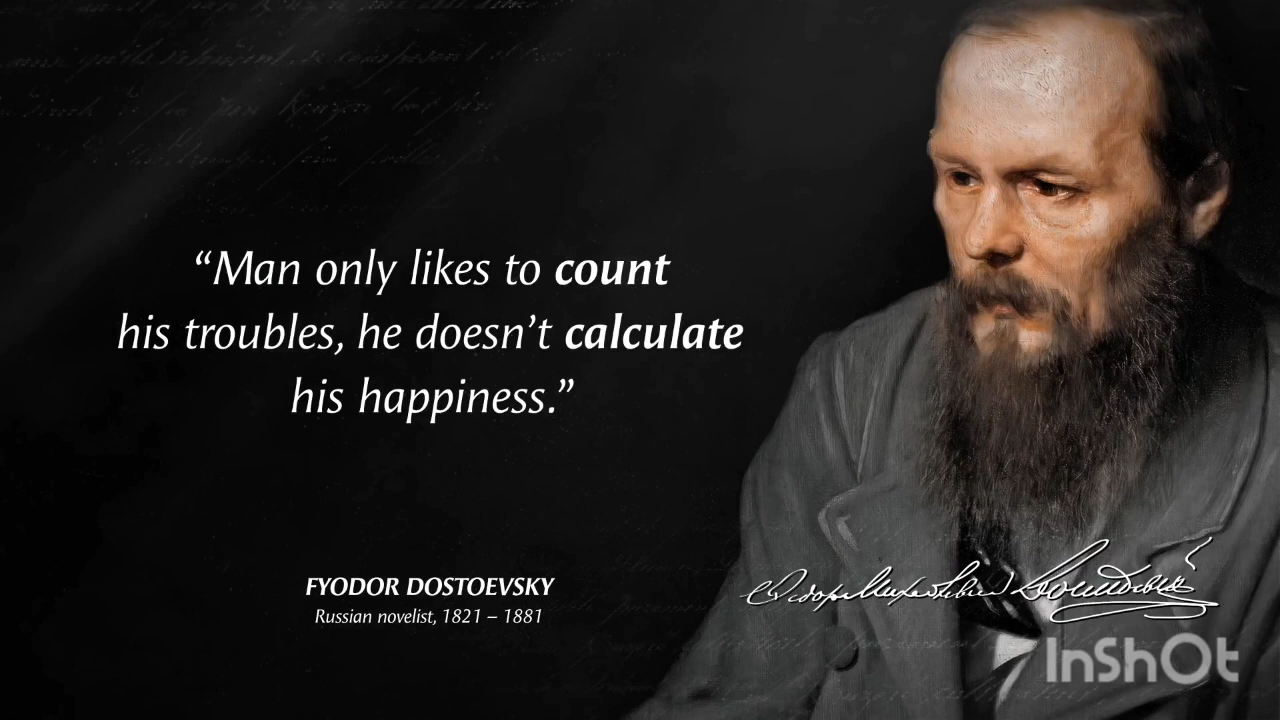 “Man only likes to count
his troubles, he doesn’t calculate
his happiness.”
FYODOR DOSTOEVSKY
Russian novelist, 1821 – 1881
InShOt